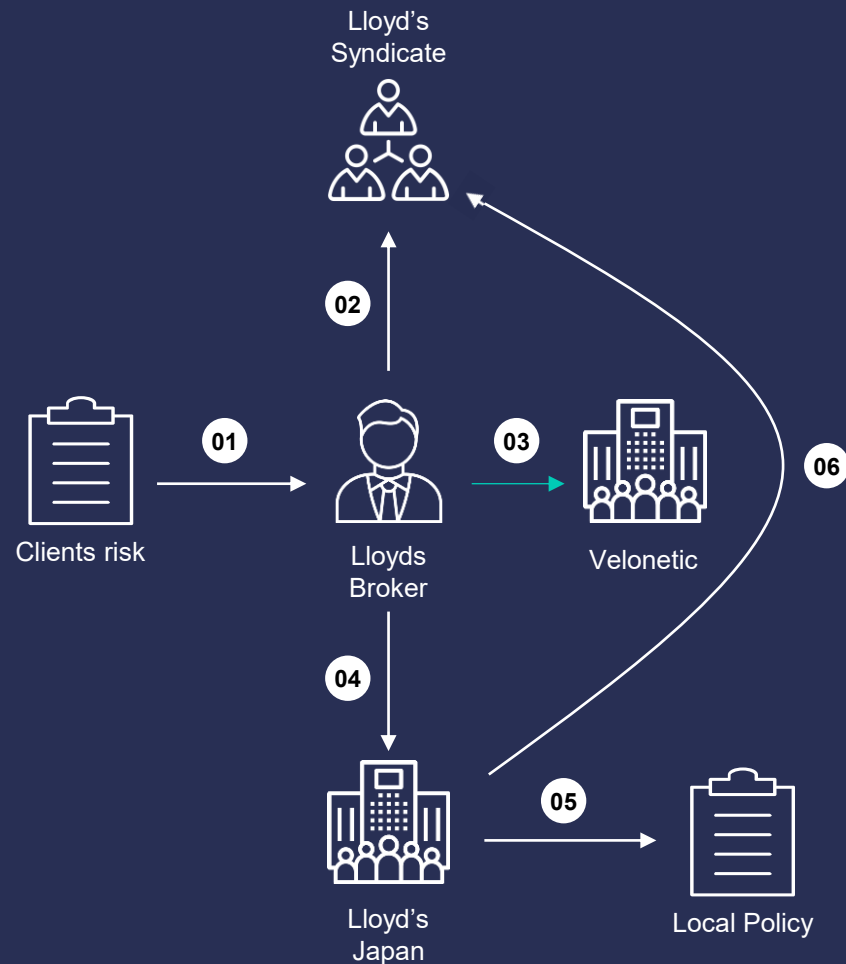 Lloyd's
Syndicate
02
01
03
06
Clients risk
Lloyds
Broker
Velonetic
04
05
Lloyd's
Japan
Local Policy